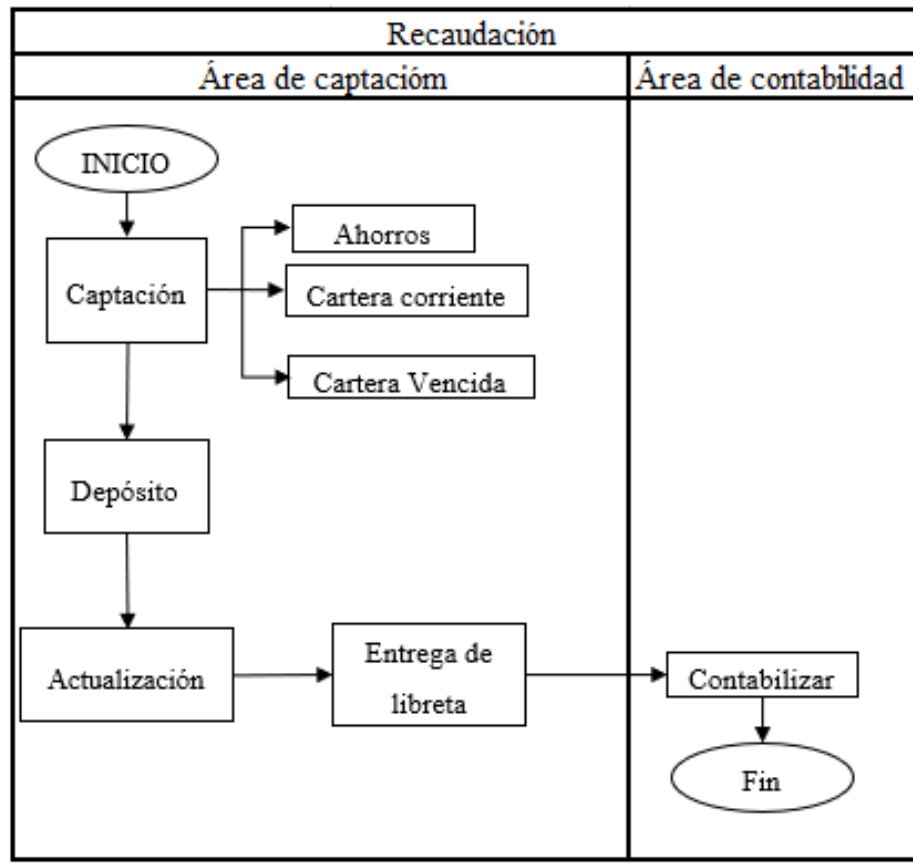 Recaudación
Área de captacióm
Área de contabilidad
INICIO
Captación
Ahorros
Cartera corriente
Cartera Vencida
Depósito
Actualización
Entrega de
libreta
Contabilizar
Fin